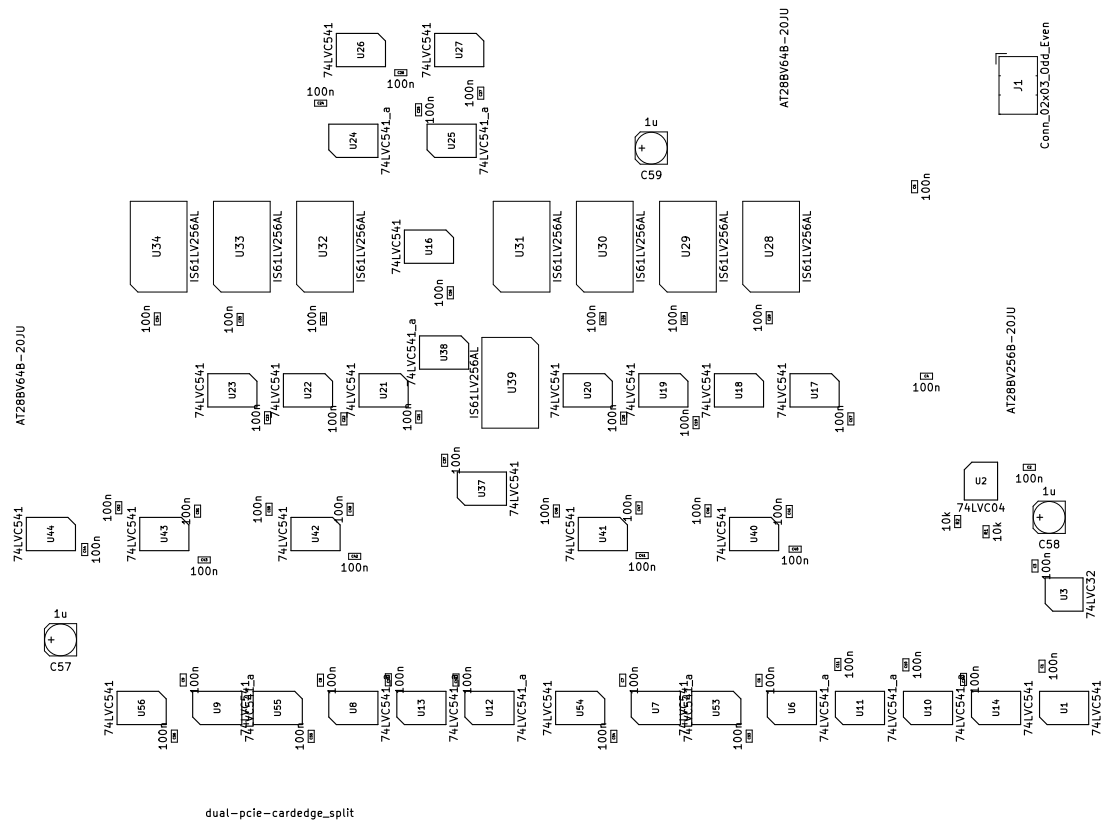 U26
74LVC541
100n
U27
74LVC541
100n
AT28BV64B-20JU
J1
Conn_02x03_Odd_Even
100n
U24
74LVC541_a
100n
U25
74LVC541_a
1u
C59
100n
U34
IS61LV256AL
U33
IS61LV256AL
U32
IS61LV256AL
U16
74LVC541
U31
IS61LV256AL
U30
IS61LV256AL
U29
IS61LV256AL
U28
IS61LV256AL
100n
100n
100n
100n
100n
100n
100n
AT28BV64B-20JU
AT28BV256B-20JU
U38
74LVC541_a
U39
IS61LV256AL
U23
74LVC541
U22
74LVC541
U21
74LVC541
U20
74LVC541
U19
74LVC541
U18
74LVC541
U17
74LVC541
100n
100n
100n
100n
100n
100n
100n
100n
U37
74LVC541
U2
74LVC04
100n
1u
C58
10k
10k
U44
74LVC541
100n
100n
U43
74LVC541
100n
100n
100n
U42
74LVC541
100n
100n
100n
U41
74LVC541
100n
100n
100n
U40
74LVC541
100n
100n
100n
U3
74LVC32
1u
C57
U56
74LVC541
100n
100n
U9
U55
100n
100n
U8
U13
U12
74LVC541_a
U54
74LVC541
100n
100n
U7
U53
100n
100n
U6
74LVC541_a
100n
U11
74LVC541
100n
U10
74LVC541
100n
U14
74LVC541
100n
U1
74LVC541
dual-pcie-cardedge_split